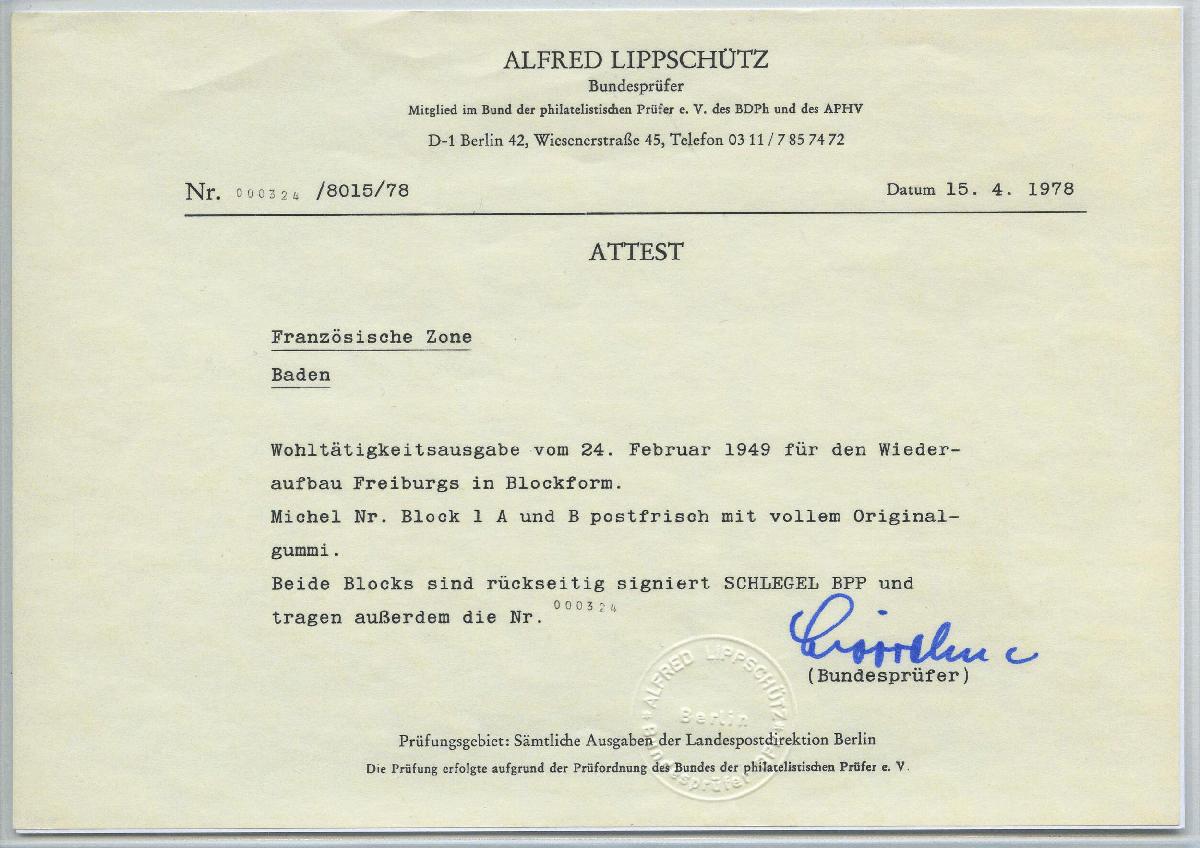 ALFRED LIPPSCHÜTZ
Bundesprüfer
Mitglied im Bund der philatelistischen Prüfer e. V. des BDPh und des APHV
D-1 Berlin 42, Wiesenerstraße 45, Telefon 03 11 / 7 85 74 72
Nr. 000324 /8015/78 Datum 15. 4. 1978
ATTEST
Französische Zone
Baden
Wohltätigkeitsausgabe vom 24. Februar 1949 für den Wieder-
aufbau Freiburgs in Blockform.
Michel Nr. Block 1 A und B postfrisch mit vollem Original-
gummi.
Beide Blocks sind rückseitig signiert SCHLEGEL BPP und
tragen außerdem die Nr. 000324
(Bundesprüfer)
ALFRED LIPPSCHÜTZ
Berlin
Bundesprüfer
Prüfungsgebiet: Sämtliche Ausgaben der Landespostdirektion Berlin
Die Prüfung erfolgte aufgrund der Prüfordnung des Bundes der philatelistischen Prüfer e. V.